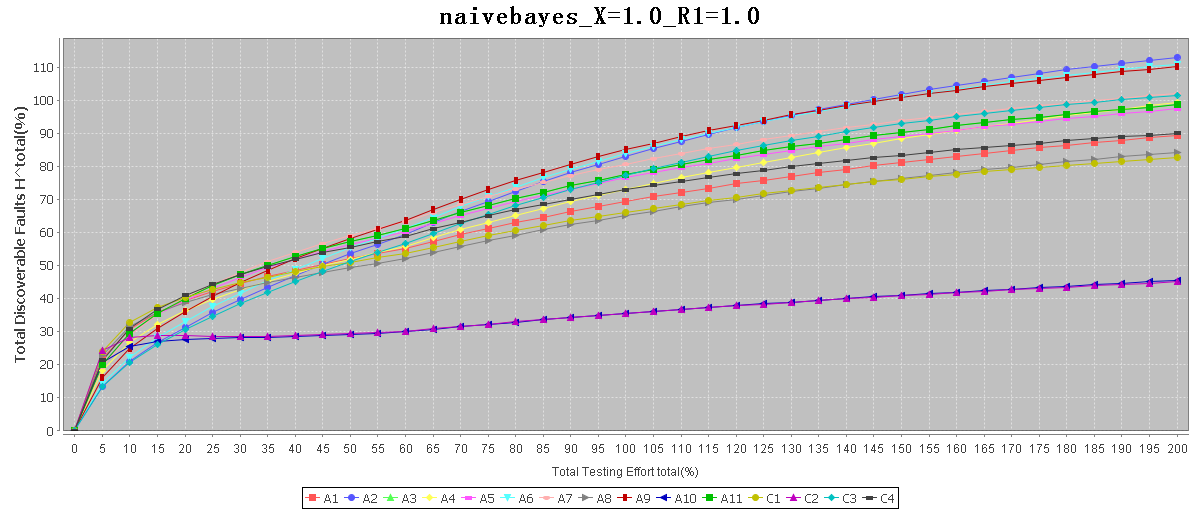 naivebayes_X=1.0_R1=1.0
Total Discoverable Faults H^total(%)
110
100
90
80
70
60
50
40
30
20
10
0
0 5 10 15 20 25 30 35 40 45 50 55 60 65 70 75 80 85 90 95 100 105 110 115 120 125 130 135 140 145 150 155 160 165 170 175 180 185 190 195 200
Total Testing Effort total(%)
A1 A2 A3 A4 A5 A6 A7 A8 A9 A10 A11 C1 C2 C3 C4